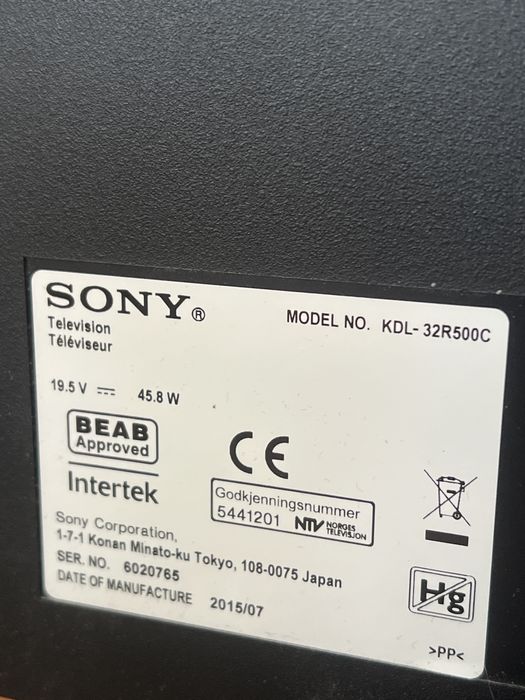 SONY®
Television
Téléviseur
MODEL NO. KDL-32R500C
19.5 V ⎓ 45.8 W
BEAB
Approved
Intertek
CE
Godkjenningsnummer
5441201 NTV NORGES TELEVISJON
Sony Corporation,
1-7-1 Konan Minato-ku Tokyo, 108-0075 Japan
SER. NO. 6020765
DATE OF MANUFACTURE 2015/07
Hg
>PP<